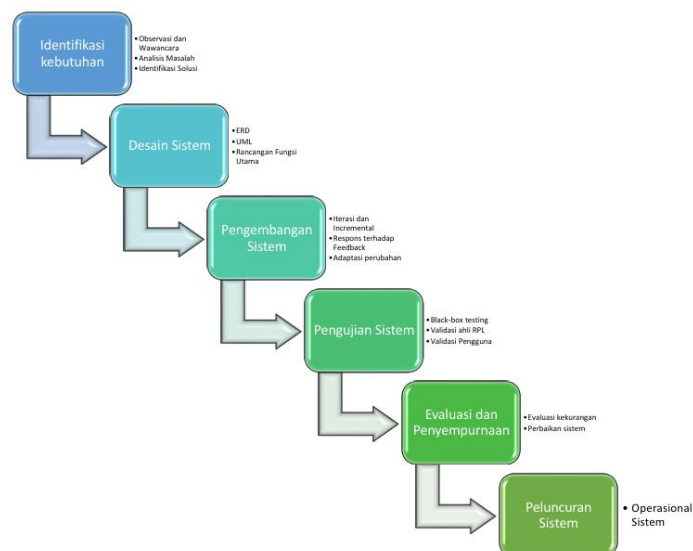 Identifikasi
kebutuhan
•Observasi dan
Wawancara
•Analisis Masalah
•Identifikasi Solusi
Desain Sistem
•ERD
•UML
•Rancangan Fungsi
Utama
Pengembangan
Sistem
•Iterasi dan
Incremental
•Respons terhadap
Feedback
•Adaptasi perubahan
Pengujian Sistem
•Black-box testing
•Validasi ahli RPL
•Validasi Pengguna
Evaluasi dan
Penyempurnaan
•Evaluasi kekurangan
•Perbaikan sistem
Peluncuran
Sistem
• Operasional
Sistem